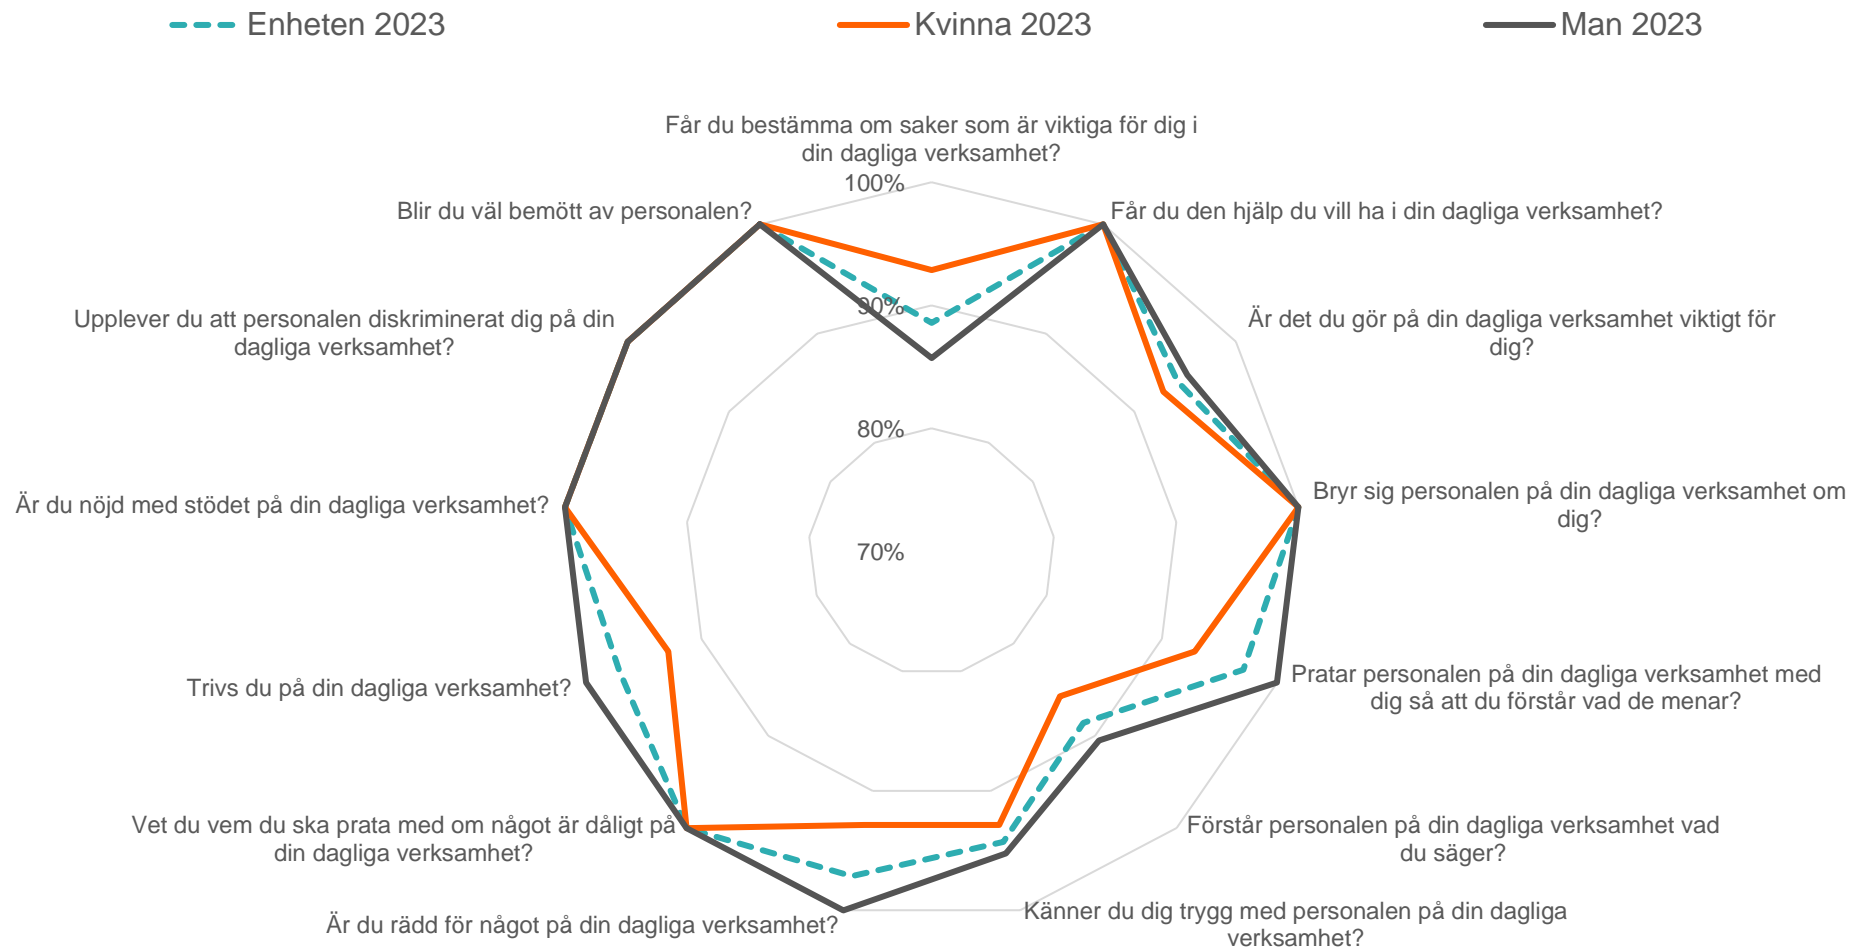 Enheten 2023
Kvinna 2023
Man 2023
Får du bestämma om saker som är viktiga för dig i
din dagliga verksamhet?
100%
90%
80%
70%
Får du den hjälp du vill ha i din dagliga verksamhet?
Är det du gör på din dagliga verksamhet viktigt för
dig?
Bryr sig personalen på din dagliga verksamhet om
dig?
Pratar personalen på din dagliga verksamhet med
dig så att du förstår vad de menar?
Förstår personalen på din dagliga verksamhet vad
du säger?
Känner du dig trygg med personalen på din dagliga
verksamhet?
Är du rädd för något på din dagliga verksamhet?
Vet du vem du ska prata med om något är dåligt på
din dagliga verksamhet?
Trivs du på din dagliga verksamhet?
Är du nöjd med stödet på din dagliga verksamhet?
Upplever du att personalen diskriminerat dig på din
dagliga verksamhet?
Blir du väl bemött av personalen?